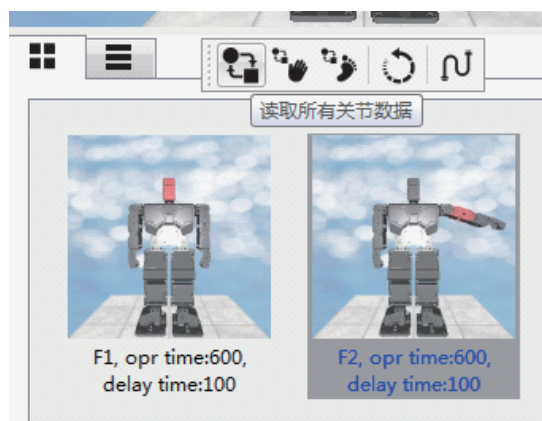 读取所有关节数据
F1, opr time:600,
delay time:100
F2, opr time:600,
delay time:100